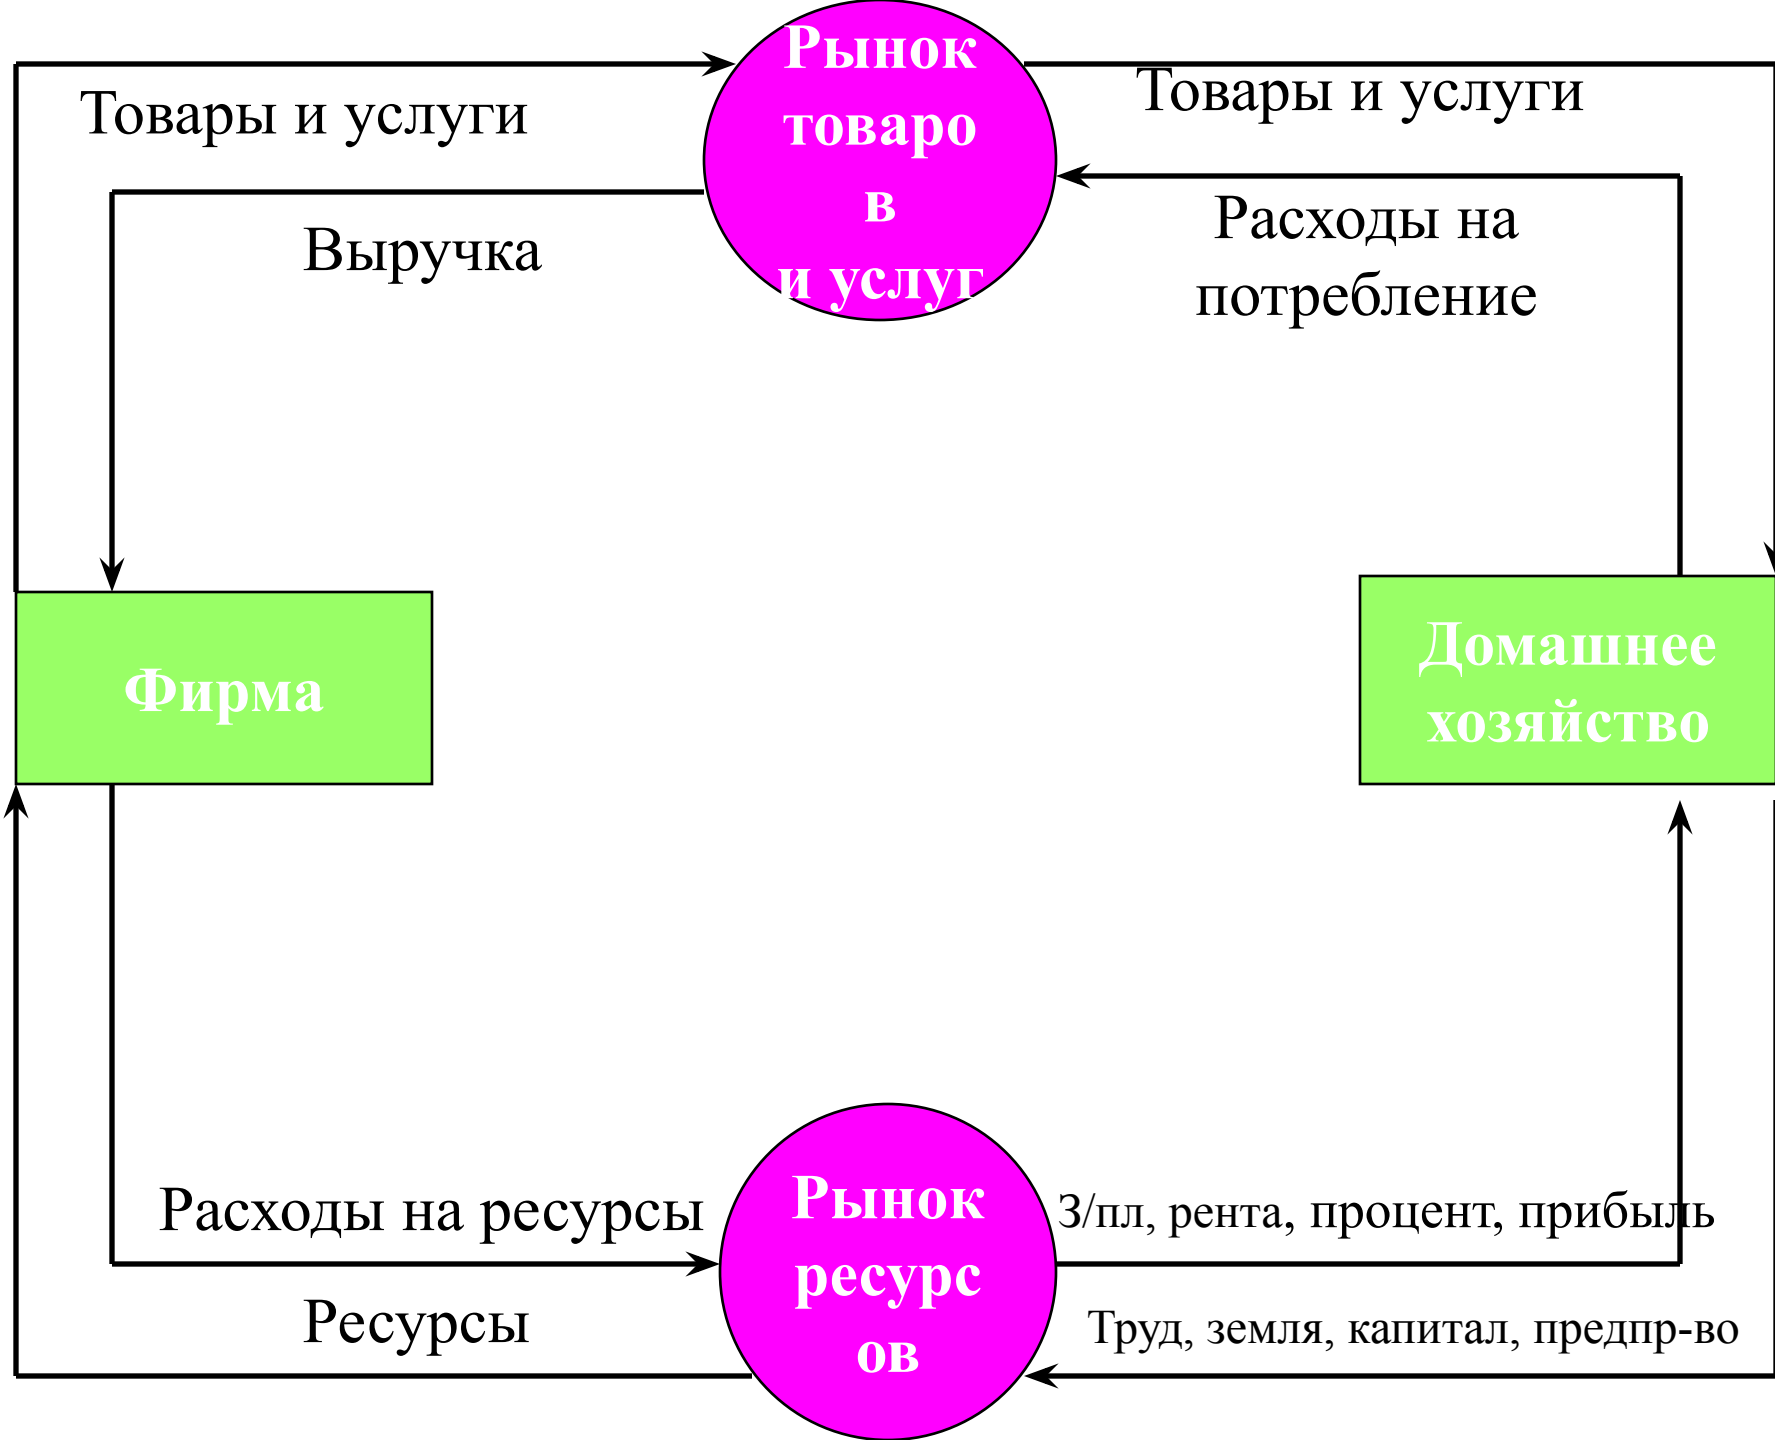 Рынок
товаро
в
и услуг
Товары и услуги
Товары и услуги
Выручка
Расходы на
потребление
Фирма
Домашнее
хозяйство
Расходы на ресурсы
Рынок
ресурс
ов
З/пл, рента, процент, прибыль
Ресурсы
Труд, земля, капитал, предпр-во